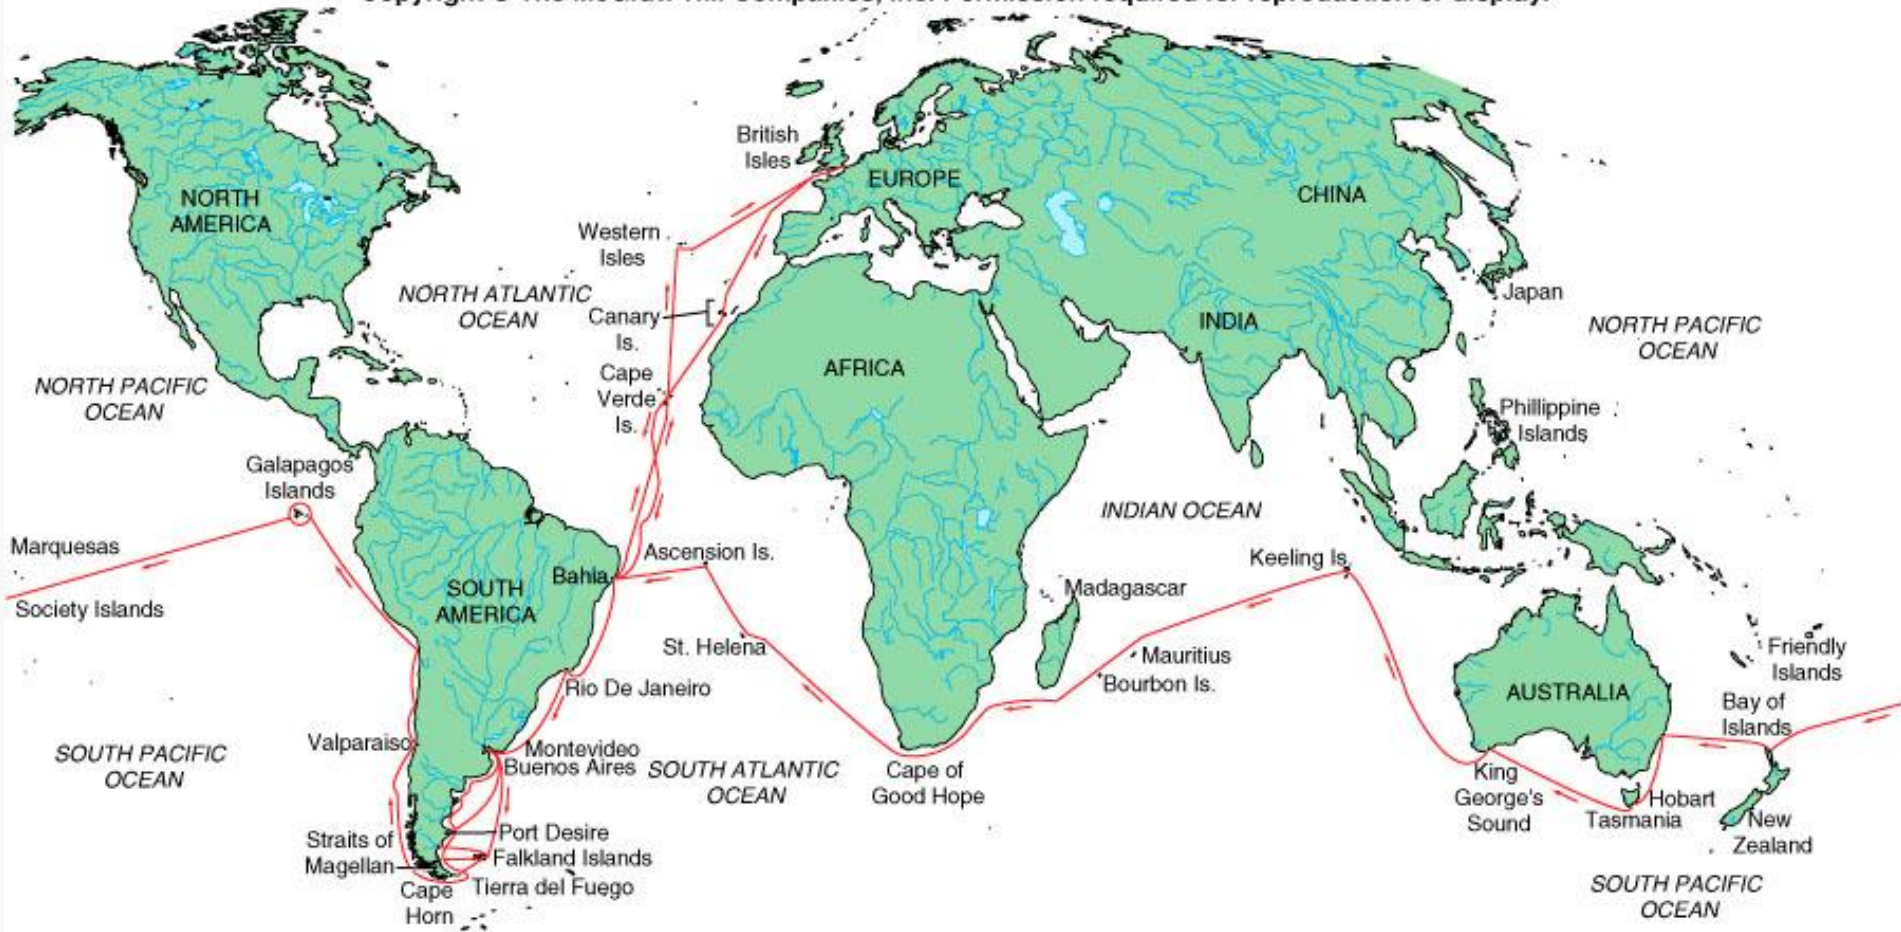 British
Isles
EUROPE
NORTH
AMERICA
CHINA
Western
Isles
NORTH ATLANTIC
OCEAN
Canary
Is.
Japan
INDIA
NORTH PACIFIC
OCEAN
AFRICA
Cape
Verde
Is.
NORTH PACIFIC
OCEAN
Phillippine
Islands
Galapagos
Islands
INDIAN OCEAN
Marquesas
Ascension Is.
Keeling Is.
Bahia
SOUTH
AMERICA
Madagascar
Society Islands
St. Helena
Mauritius
Bourbon Is.
Friendly
Islands
Rio De Janeiro
AUSTRALIA
Bay of
Islands
Valparaiso
Montevideo
Buenos Aires
SOUTH PACIFIC
OCEAN
SOUTH ATLANTIC
OCEAN
Cape of
Good Hope
King
George's
Sound
Hobart
Tasmania
New
Zealand
Port Desire
Straits of
Magellan
Falkland Islands
Tierra del Fuego
Cape
Horn
SOUTH PACIFIC
OCEAN